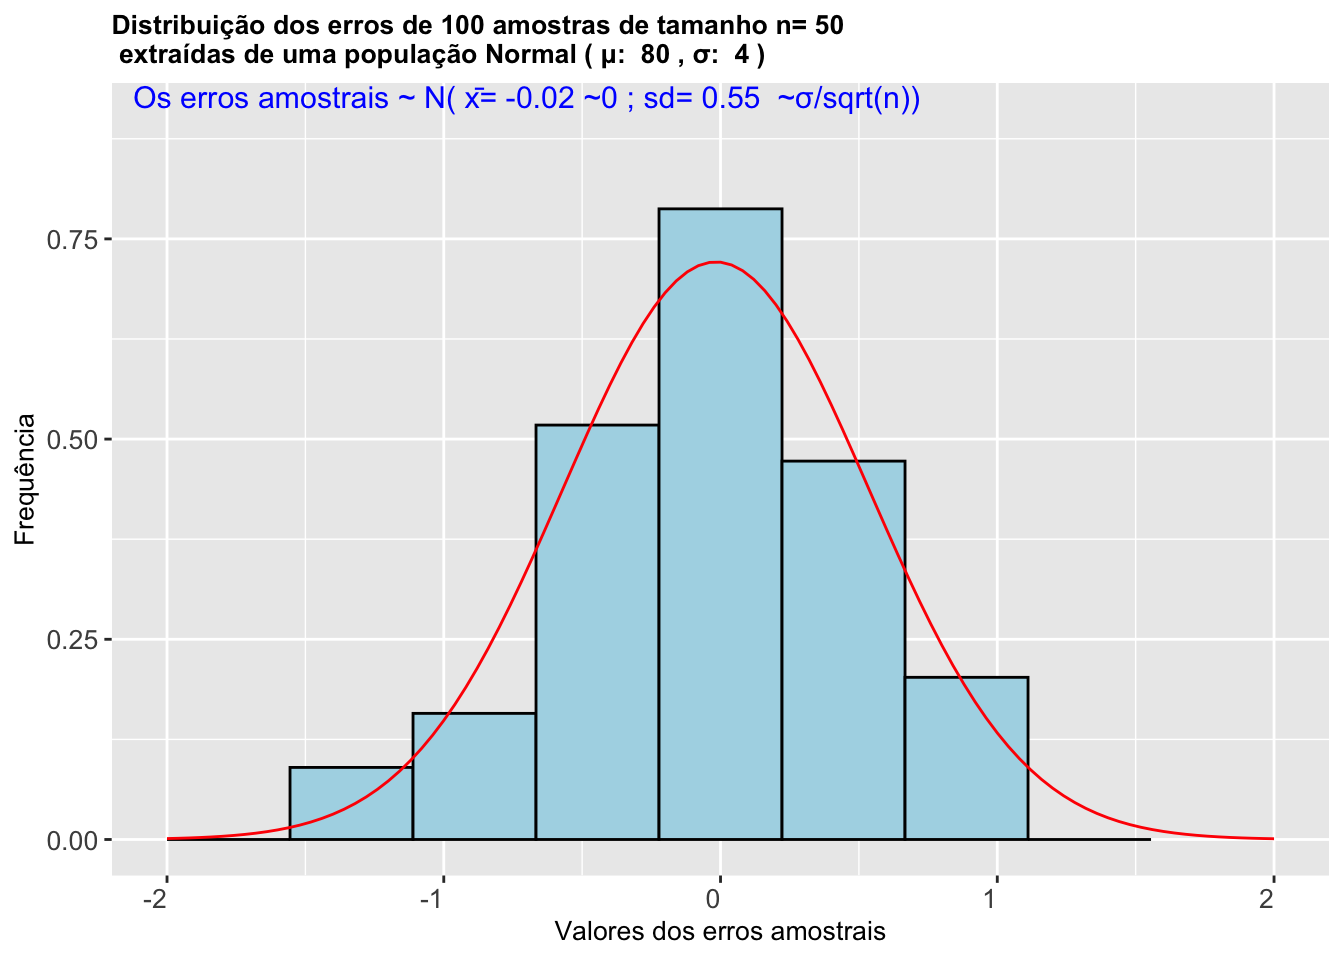 Distribuição dos erros de 100 amostras de tamanho n= 50
extraídas de uma população Normal ( μ:  80 , σ:  4 )
Os erros amostrais ~ N( x̄= -0.02 ~0 ; sd= 0.55  ~σ/sqrt(n))
0.75
0.50
0.25
0.00
Frequência
-2 -1 0 1 2
Valores dos erros amostrais